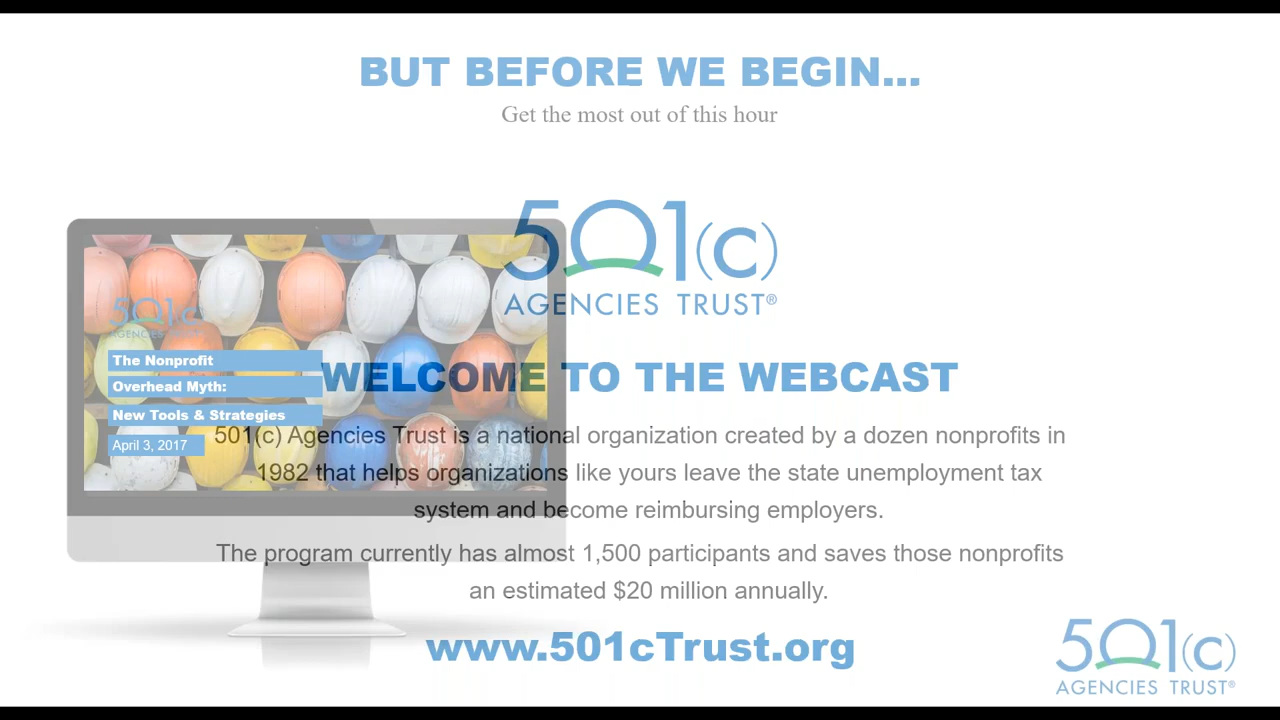 BUT BEFORE WE BEGIN...
Get the most out of this hour
501(c)
AGENCIES TRUST®
501(c)
AGENCIES TRUST
The Nonprofit
Overhead Myth:
New Tools & Strategies
April 3, 2017
WELCOME TO THE WEBCAST
501(c) Agencies Trust is a national organization created by a dozen nonprofits in
1982 that helps organizations like yours leave the state unemployment tax
system and become reimbursing employers.
The program currently has almost 1,500 participants and saves those nonprofits
an estimated $20 million annually.
www.501cTrust.org
501(c)
AGENCIES TRUST®